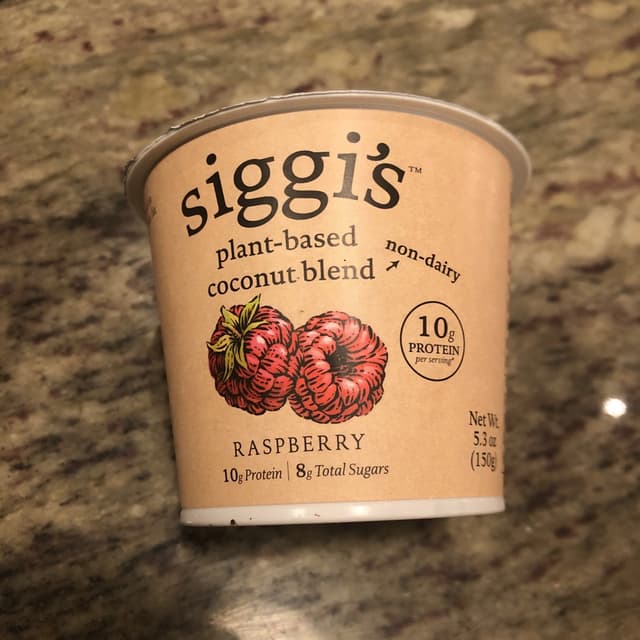 siggi's™
plant-based
coconut blend
non-dairy
10g
PROTEIN
per serving*
RASPBERRY
10g Protein | 8g Total Sugars
Net Wt.
5.3 oz
(150g)